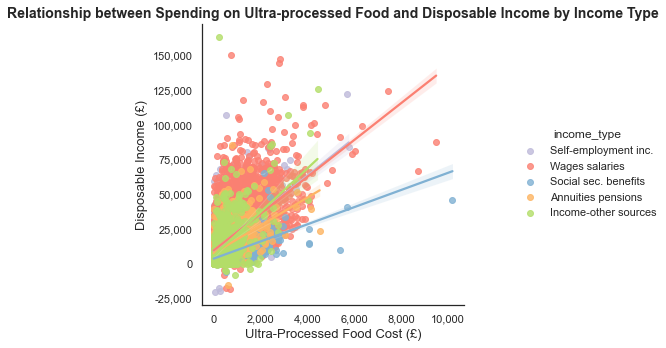 Relationship between Spending on Ultra-processed Food and Disposable Income by Income Type
150,000
125,000
100,000
75,000
50,000
25,000
0
-25,000
Disposable Income (£)
0 2,000 4,000 6,000 8,000 10,000
Ultra-Processed Food Cost (£)
income_type
Self-employment inc.
Wages salaries
Social sec. benefits
Annuities pensions
Income-other sources